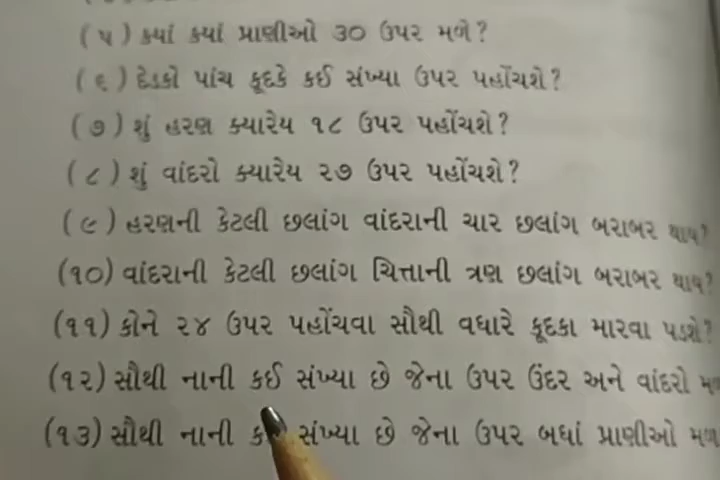 (૫) ક્યાં ક્યાં પ્રાણીઓ ૩૦ ઉપર મળે?
(૬) દેડકો પાંચ કૂદકે કઈ સંખ્યા ઉપર પહોંચશે?
(૭) શું હરણ ક્યારેય ૧૮ ઉપર પહોંચશે?
(૮) શું વાંદરો ક્યારેય ૨૭ ઉપર પહોંચશે?
(૯) હરણની કેટલી છલાંગ વાંદરાની ચાર છલાંગ બરાબર થાય?
(૧૦) વાંદરાની કેટલી છલાંગ ચિત્તાની ત્રણ છલાંગ બરાબર થાય?
(૧૧) કોને ૨૪ ઉપર પહોંચવા સૌથી વધારે કૂદકા મારવા પડશે?
(૧૨) સૌથી નાની કઈ સંખ્યા છે જેના ઉપર ઉંદર અને વાંદરો
(૧૩) સૌથી નાની સંખ્યા છે જેના ઉપર બધાં પ્રાણીઓ